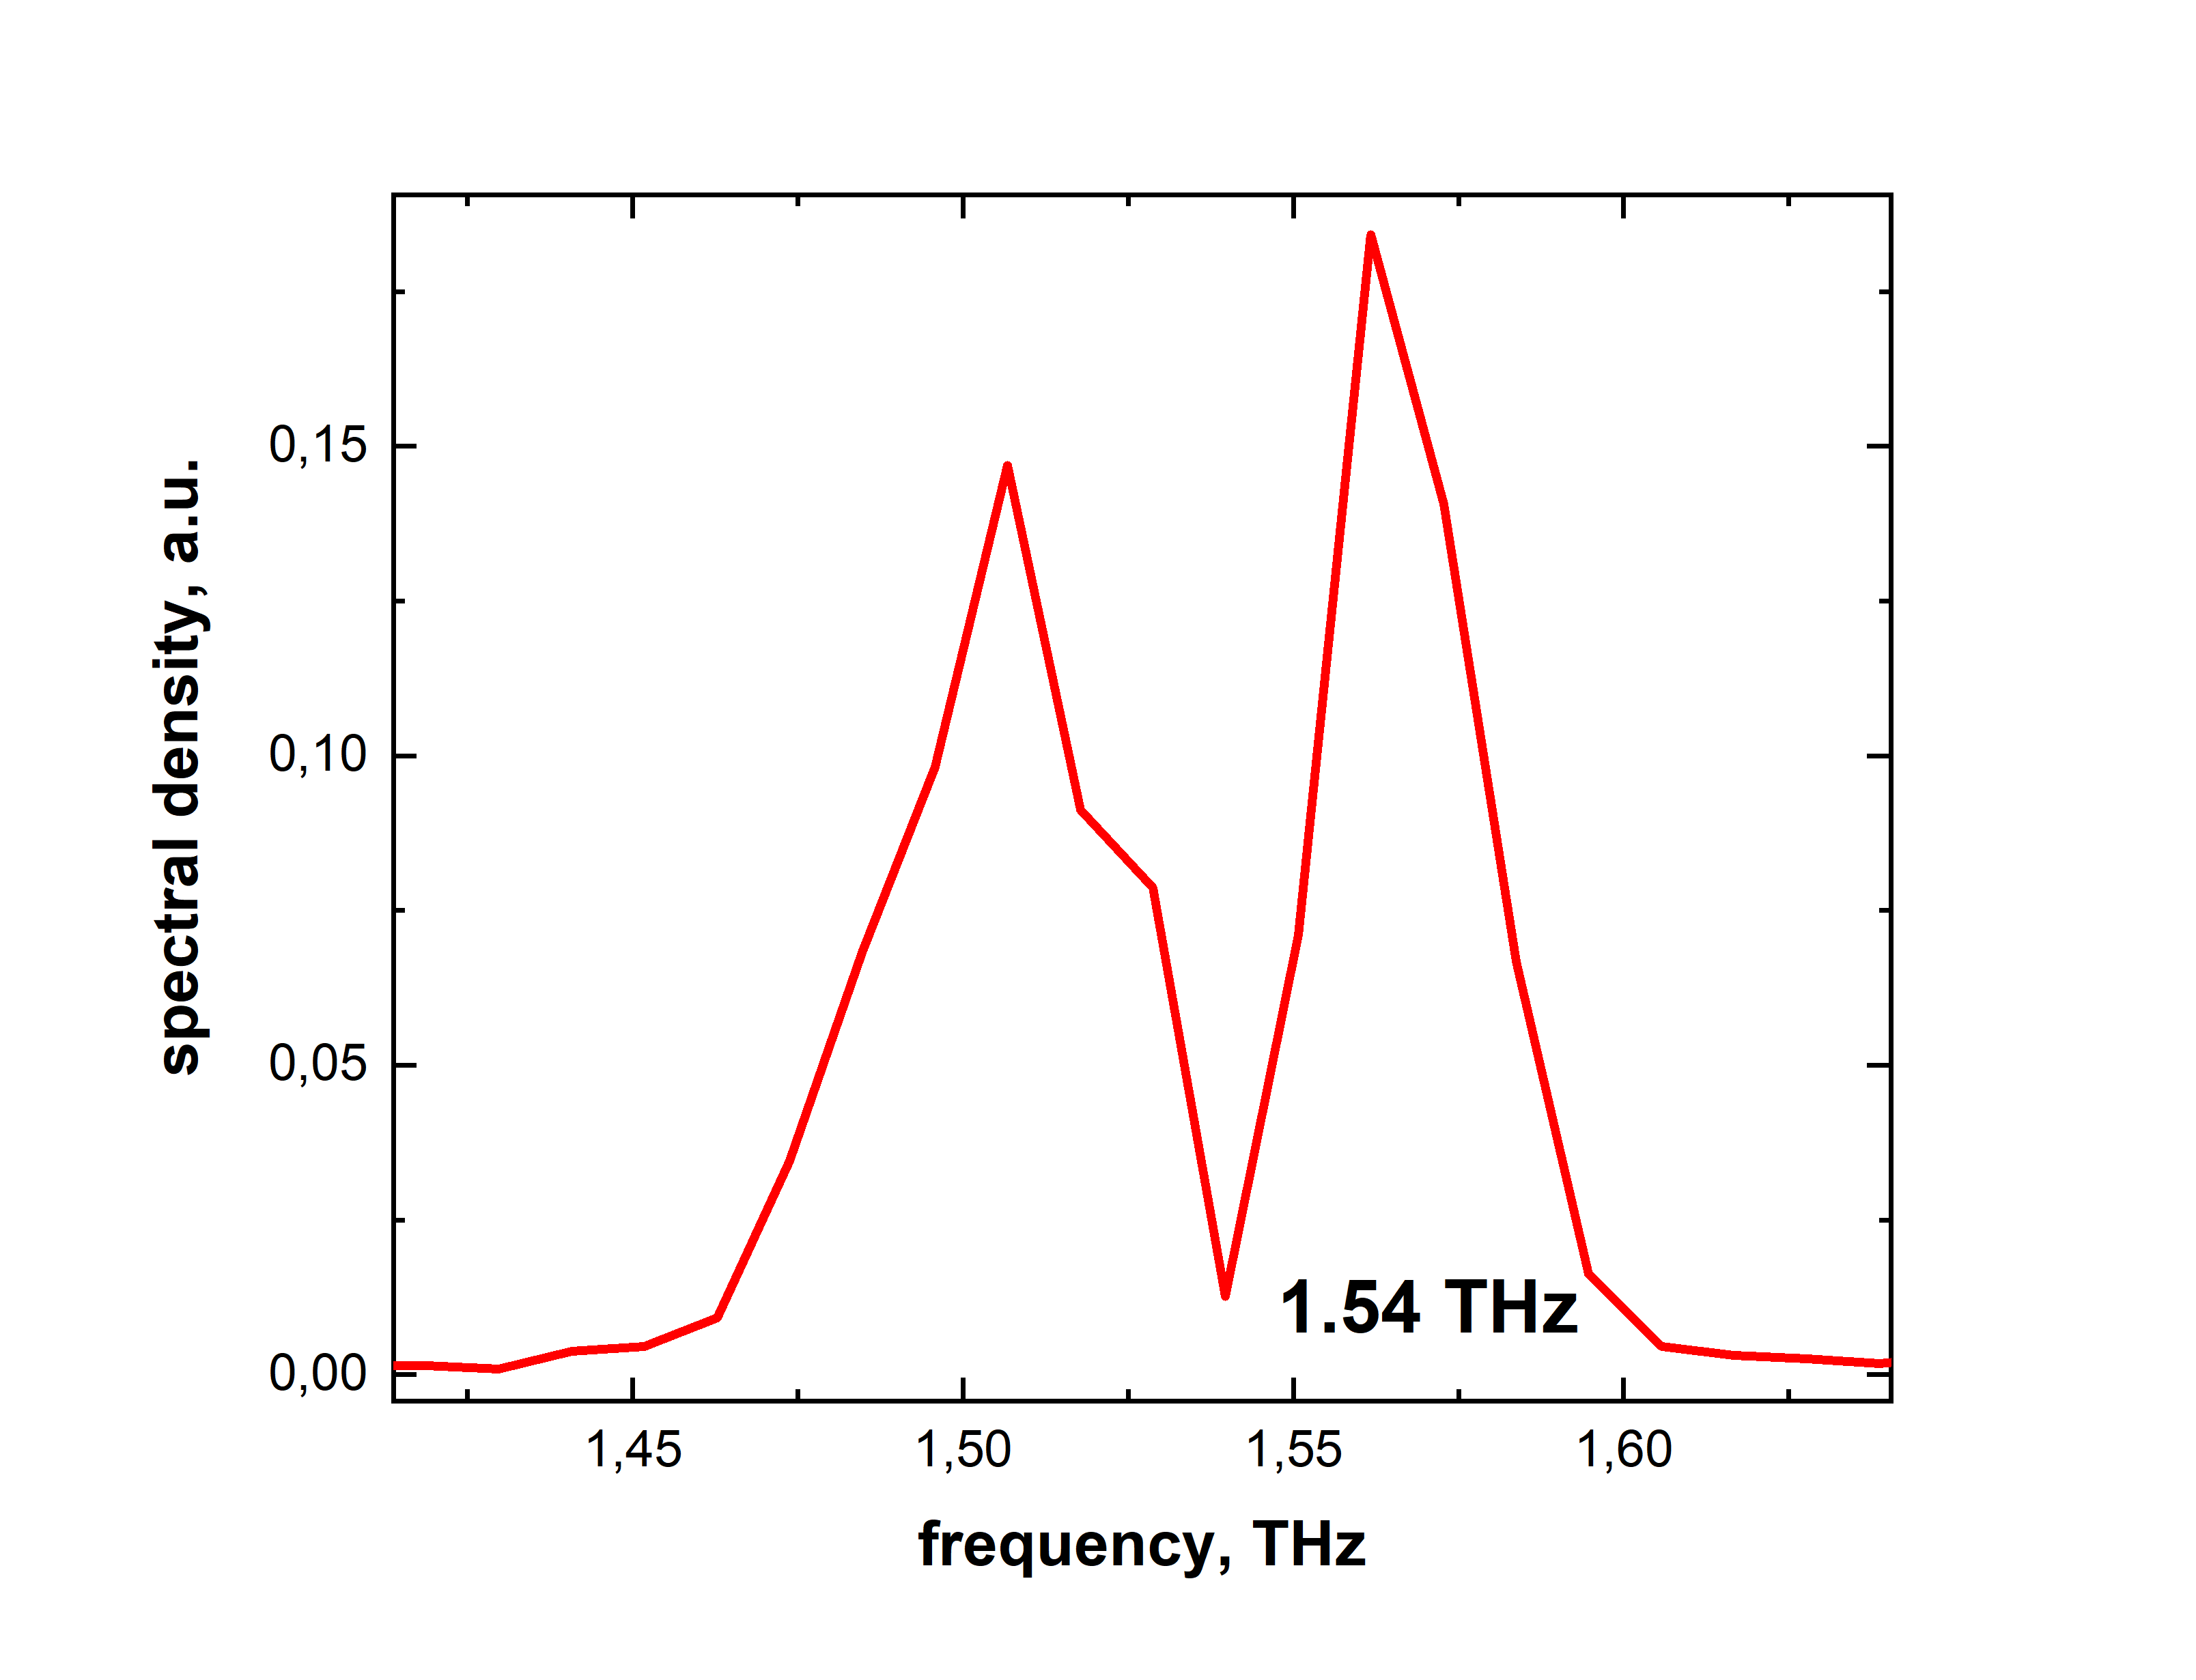 spectral density, a.u.
0,15
0,10
0,05
0,00
1.54 THz
1,45
1,50
1,55
1,60
frequency, THz